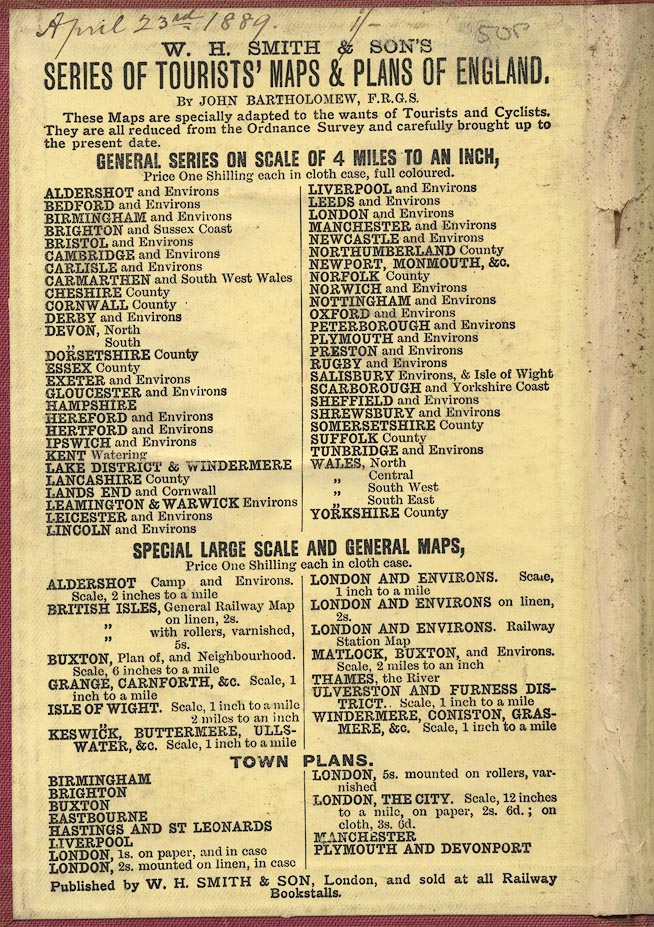 April 23rd 1889. 1/-
50P
W. H. SMITH & SON'S
SERIES OF TOURISTS' MAPS & PLANS OF ENGLAND.
By JOHN BARTHOLOMEW, F.R.G.S.
These Maps are specially adapted to the wants of Tourists and Cyclists.
They are all reduced from the Ordnance Survey and carefully brought up to
the present date.
GENERAL SERIES ON SCALE OF 4 MILES TO AN INCH,
Price One Shilling each in cloth case, full coloured.
ALDERSHOT and Environs
BEDFORD and Environs
BIRMINGHAM and Environs
BRIGHTON and Sussex Coast
BRISTOL and Environs
CAMBRIDGE and Environs
CARLISLE and Environs
CARMARTHEN and South West Wales
CHESHIRE County
CORNWALL County
DERBY and Environs
DEVON, North
„ South
DORSETSHIRE County
ESSEX County
EXETER and Environs
GLOUCESTER and Environs
HAMPSHIRE
HEREFORD and Environs
HERTFORD and Environs
IPSWICH and Environs
KENT Watering
LAKE DISTRICT & WINDERMERE
LANCASHIRE County
LANDS END and Cornwall
LEAMINGTON & WARWICK Environs
LEICESTER and Environs
LINCOLN and Environs
LIVERPOOL and Environs
LEEDS and Environs
LONDON and Environs
MANCHESTER and Environs
NEWCASTLE and Environs
NORTHUMBERLAND County
NEWPORT, MONMOUTH, &c.
NORFOLK County
NORWICH and Environs
NOTTINGHAM and Environs
OXFORD and Environs
PETERBOROUGH and Environs
PLYMOUTH and Environs
PRESTON and Environs
RUGBY and Environs
SALISBURY Environs, & Isle of Wight
SCARBOROUGH and Yorkshire Coast
SHEFFIELD and Environs
SHREWSBURY and Environs
SOMERSETSHIRE County
SUFFOLK County
TUNBRIDGE and Environs
WALES, North
„ Central
„ South West
„ South East
YORKSHIRE County
SPECIAL LARGE SCALE AND GENERAL MAPS,
Price One Shilling each in cloth case.
ALDERSHOT Camp and Environs.
Scale, 2 inches to a mile
BRITISH ISLES, General Railway Map
„ on linen, 2s.
„ with rollers, varnished,
5s.
BUXTON, Plan of, and Neighbourhood.
Scale, 6 inches to a mile
GRANGE, CARNFORTH, &c. Scale, 1
inch to a mile
ISLE OF WIGHT. Scale, 1 inch to a mile
„ 2 miles to an inch
KESWICK, BUTTERMERE, ULLS-
WATER, &c. Scale, 1 inch to a mile
LONDON AND ENVIRONS. Scale,
1 inch to a mile
LONDON AND ENVIRONS on linen,
2s.
LONDON AND ENVIRONS. Railway
Station Map
MATLOCK, BUXTON, and Environs.
Scale, 2 miles to an inch
THAMES, the River
ULVERSTON AND FURNESS DIS-
TRICT. Scale, 1 inch to a mile
WINDERMERE, CONISTON, GRAS-
MERE, &c. Scale, 1 inch to a mile
TOWN PLANS.
BIRMINGHAM
BRIGHTON
BUXTON
EASTBOURNE
HASTINGS AND ST LEONARDS
LIVERPOOL
LONDON, 1s. on paper, and in case
LONDON, 2s. mounted on linen, in case
LONDON, 5s. mounted on rollers, var-
nished
LONDON, THE CITY. Scale, 12 inches
to a mile, on paper, 2s. 6d.; on
cloth, 3s. 6d.
MANCHESTER
PLYMOUTH AND DEVONPORT
Published by W. H. SMITH & SON, London, and sold at all Railway
Bookstalls.